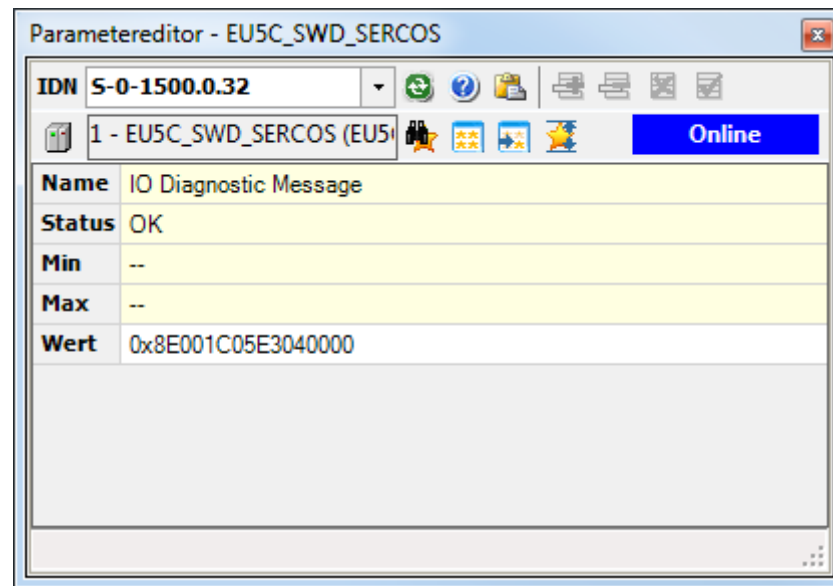 Parametereditor - EU5C_SWD_SERCOS
IDN S-0-1500.0.32
1 - EU5C_SWD_SERCOS (EU5 Online
Name IO Diagnostic Message
Status OK
Min --
Max --
Wert 0x8E001C05E3040000